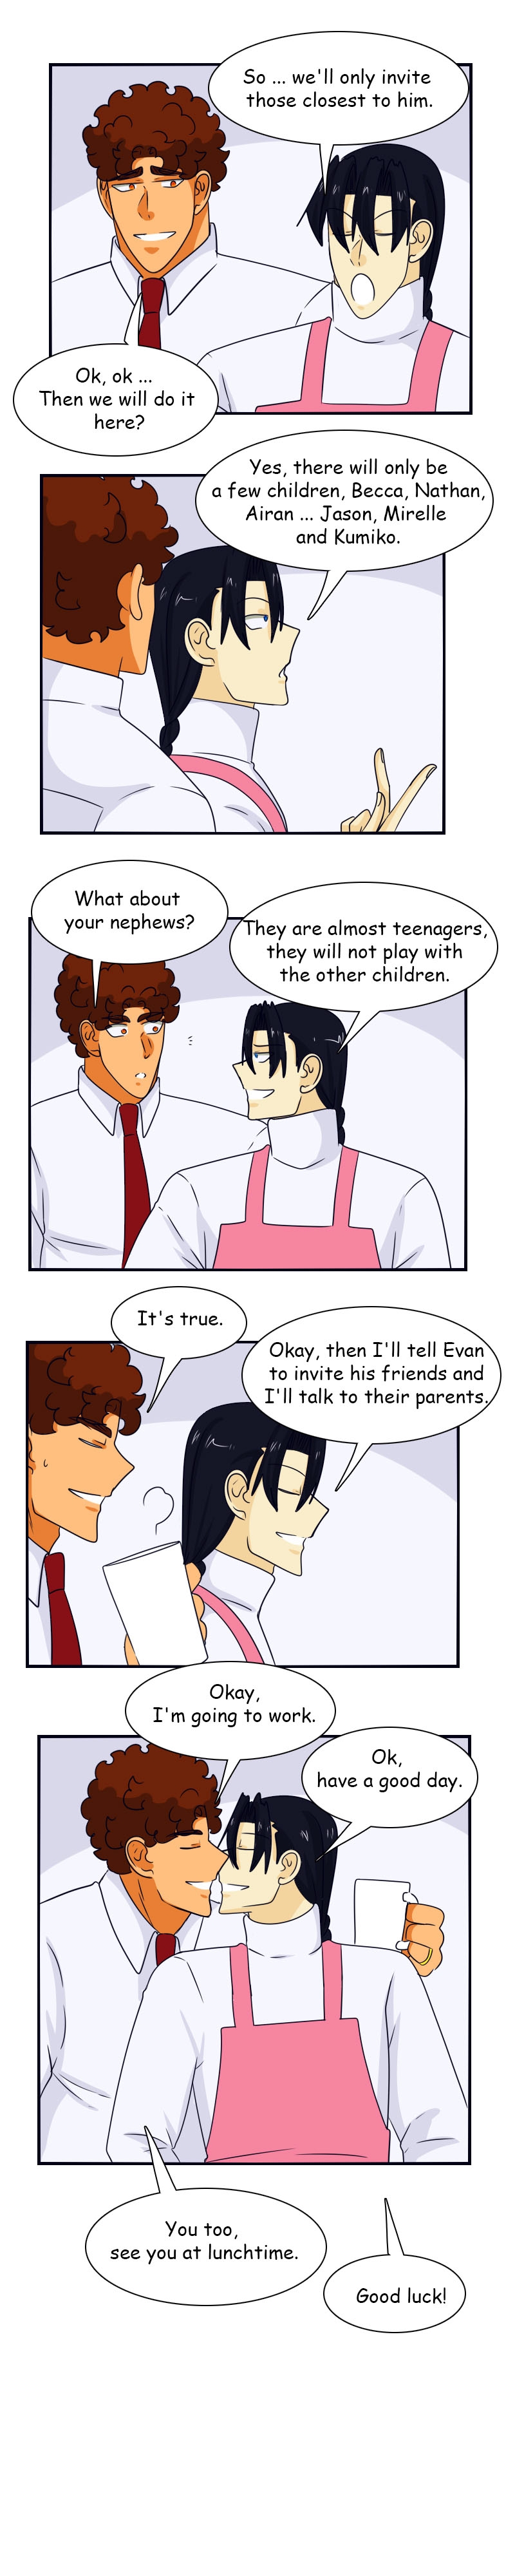 So ... we'll only invite
those closest to him.
Ok, ok ...
Then we will do it
here?
Yes, there will only be
a few children, Becca, Nathan,
Airan ... Jason, Mirelle
and Kumiko.
What about
your nephews?
They are almost teenagers,
they will not play with
the other children.
It's true.
Okay, then I'll tell Evan
to invite his friends and
I'll talk to their parents.
Okay,
I'm going to work.
Ok,
have a good day.
You too,
see you at lunchtime.
Good luck!